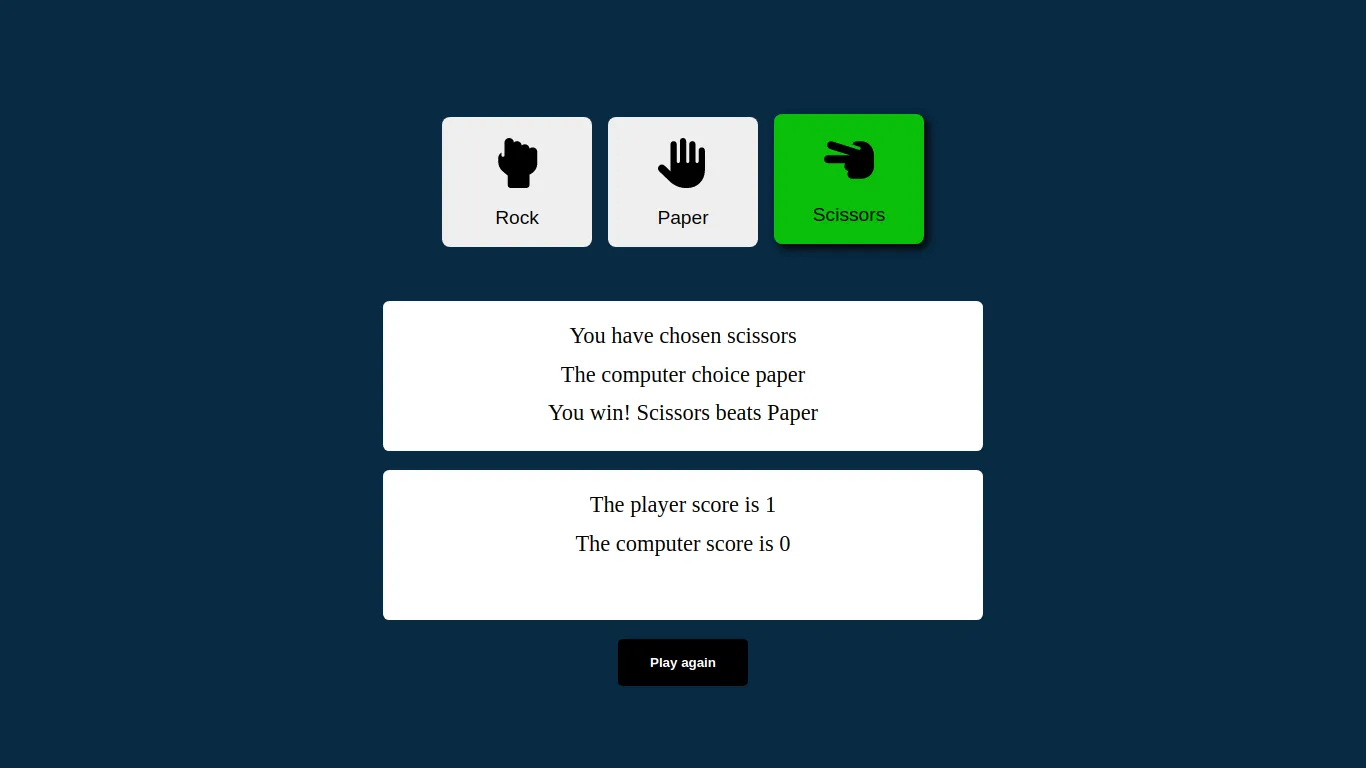 Rock
Paper
Scissors
You have chosen scissors
The computer choice paper
You win! Scissors beats Paper
The player score is 1
The computer score is 0
Play again